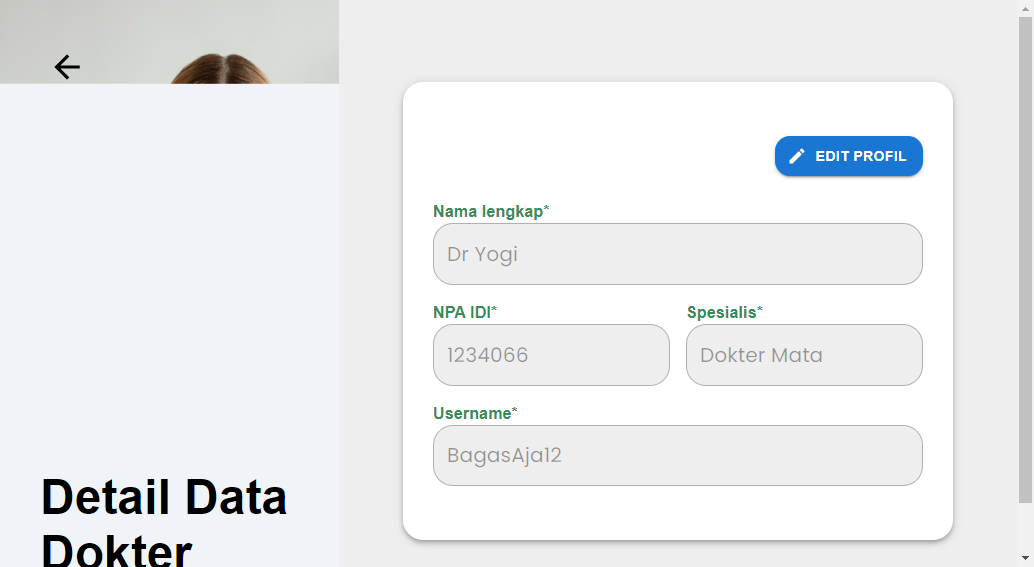 EDIT PROFIL
Nama lengkap*
Dr Yogi
NPA IDI*
Spesialis*
1234066
Dokter Mata
Username*
BagasAja12
Detail Data
Dokter